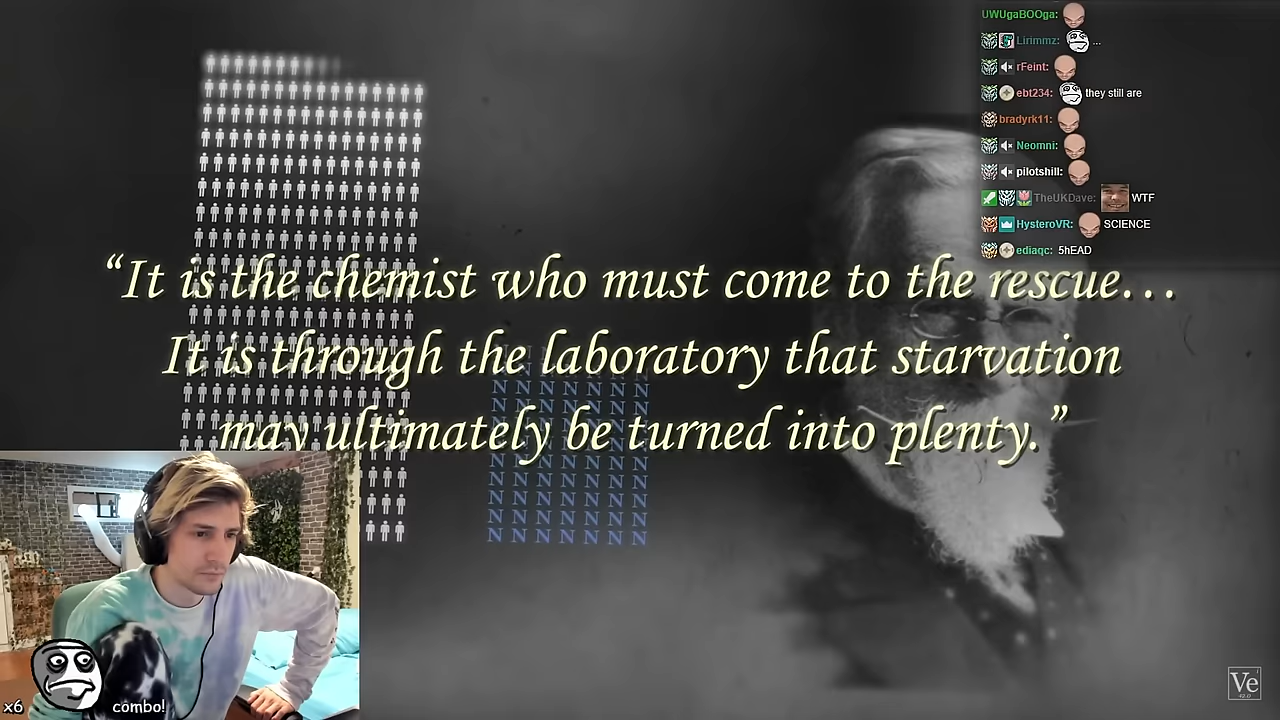 UWUgaBOOga:
Lirimmz: ...
rFeint:
ebt234: they still are
bradyrk11:
Neomni:
pilotshill:
TheUKDave: WTF
HysteroVR: SCIENCE
ediaqc: 5hEAD
“It is the chemist who must come to the rescue…
It is through the laboratory that starvation
may ultimately be turned into plenty.”
N N N N N N N
N N N N N N N
N N N N N N N
N N N N N N N
N N N N N N N
N N N N N N N
N N N N N N N
x6 combo!
Ve
42.0